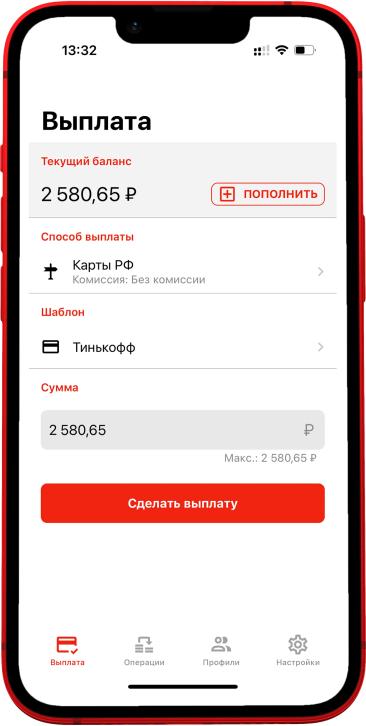 13:32
Выплата
Текущий баланс
2 580,65 ₽
ПОПОЛНИТЬ
Способ выплаты
Карты РФ
Комиссия: Без комиссии
Шаблон
Тинькофф
Сумма
2 580,65 ₽
Макс.: 2 580,65 ₽
Сделать выплату
Выплата Операции Профили Настройки